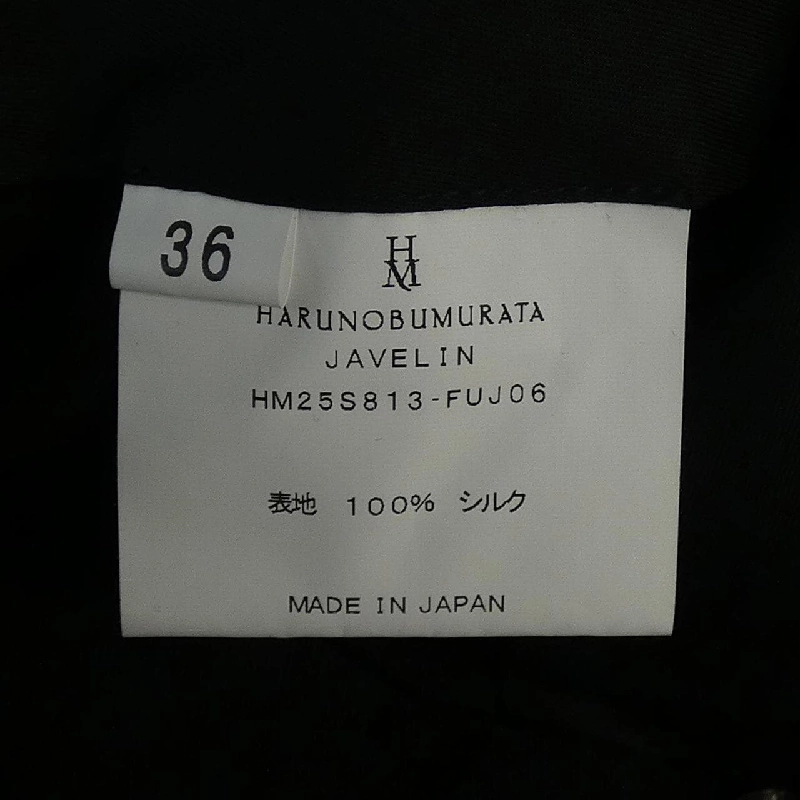 36
HM
HARUNOBUMURATA
JAVELIN
HM25S813-FUJ06
表地 100% シルク
MADE IN JAPAN